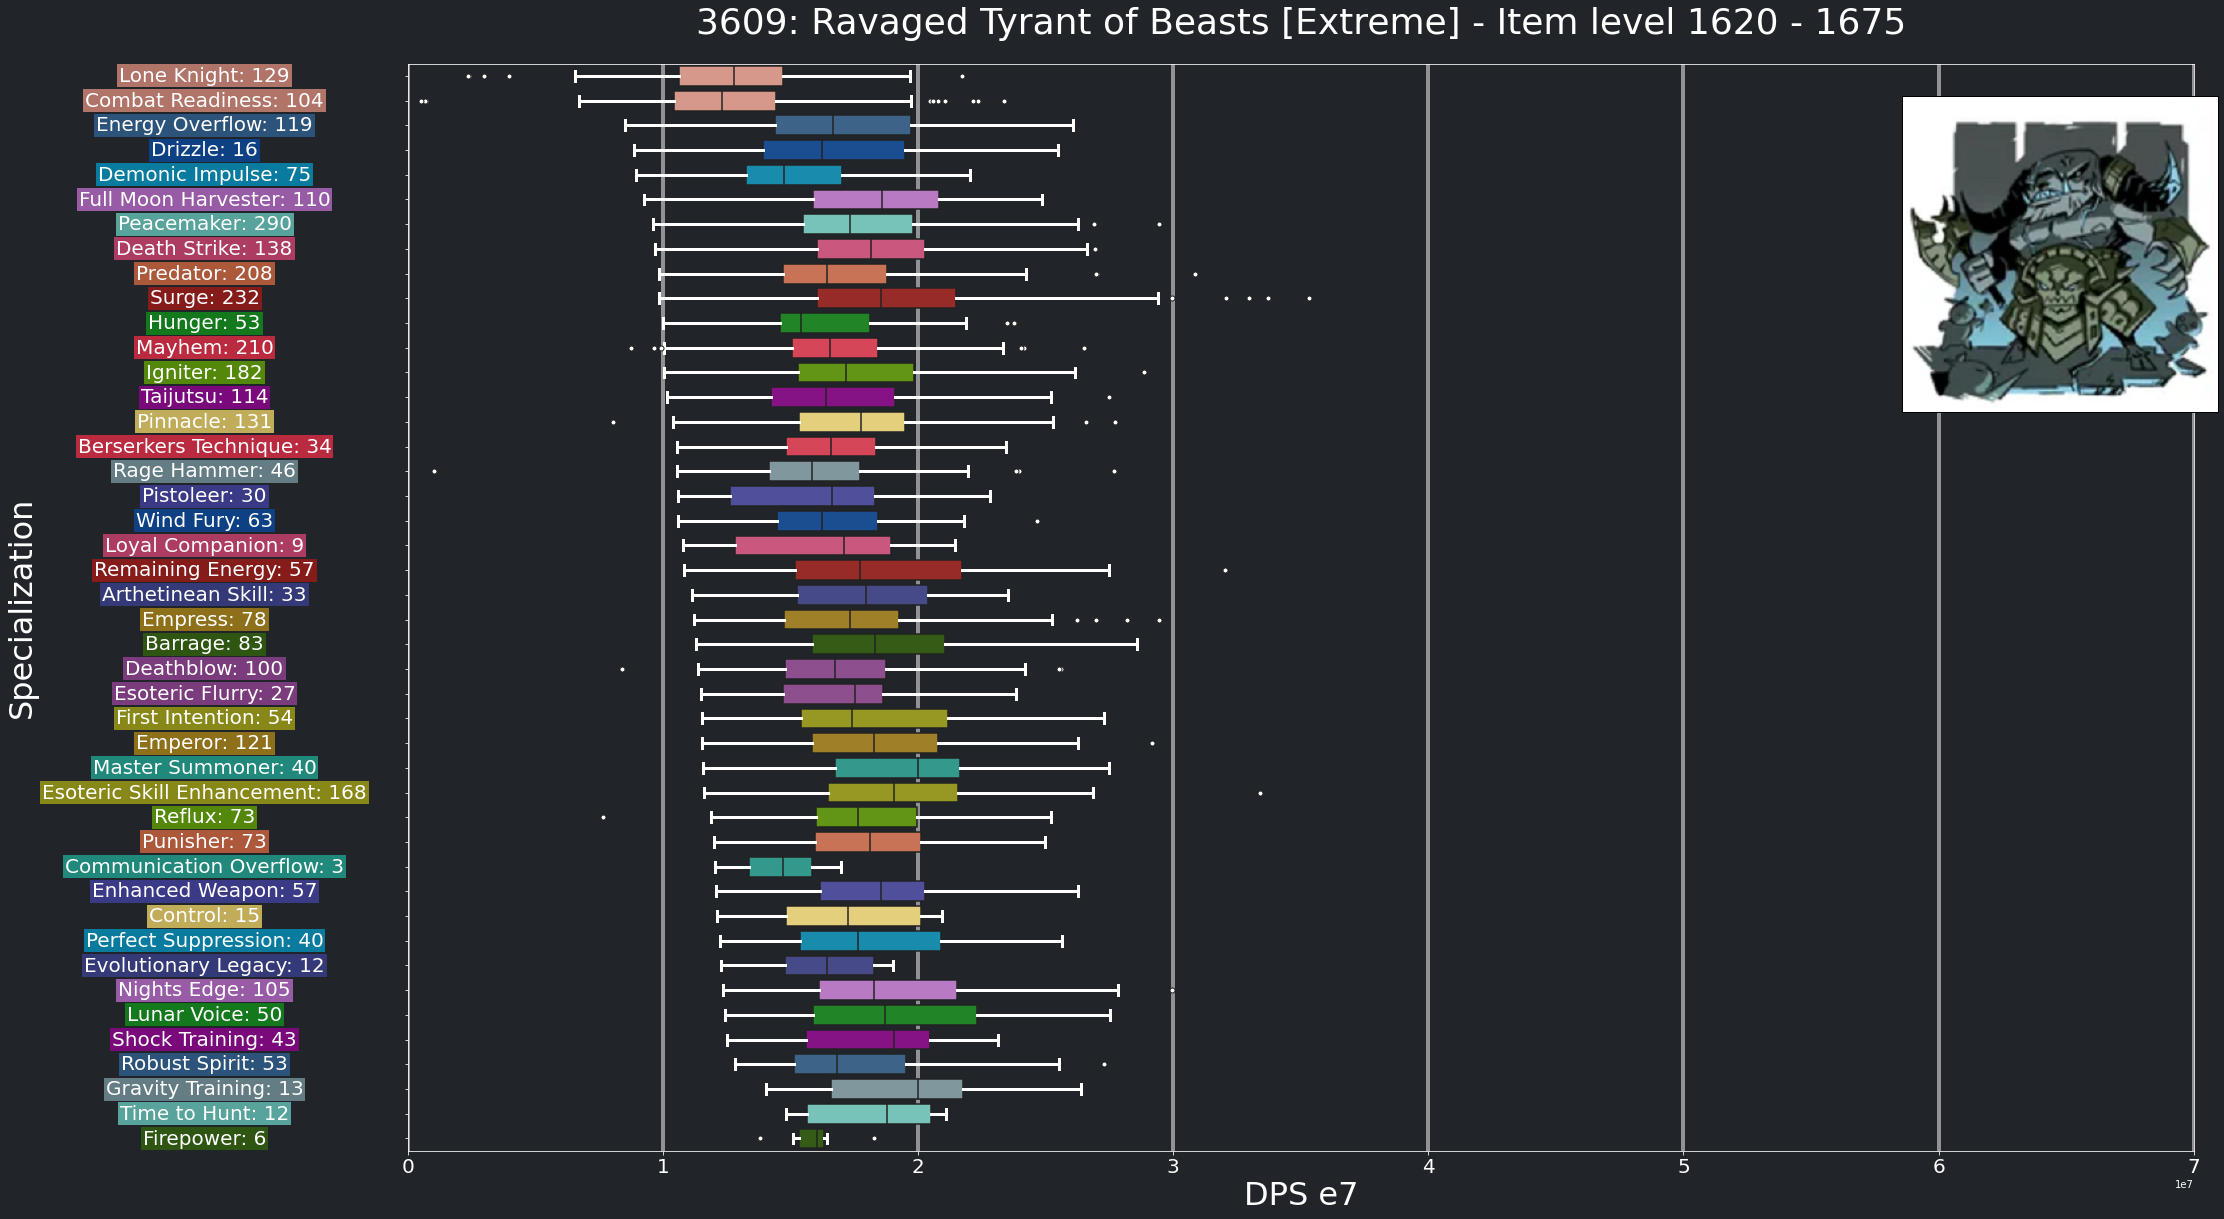 3609: Ravaged Tyrant of Beasts [Extreme] - Item level 1620 - 1675
Lone Knight: 129
Combat Readiness: 104
Energy Overflow: 119
Drizzle: 16
Demonic Impulse: 75
Full Moon Harvester: 110
Peacemaker: 290
Death Strike: 138
Predator: 208
Surge: 232
Hunger: 53
Mayhem: 210
Igniter: 182
Taijutsu: 114
Pinnacle: 131
Berserkers Technique: 34
Rage Hammer: 46
Pistoleer: 30
Wind Fury: 63
Loyal Companion: 9
Remaining Energy: 57
Arthetinean Skill: 33
Empress: 78
Barrage: 83
Deathblow: 100
Esoteric Flurry: 27
First Intention: 54
Emperor: 121
Master Summoner: 40
Esoteric Skill Enhancement: 168
Reflux: 73
Punisher: 73
Communication Overflow: 3
Enhanced Weapon: 57
Control: 15
Perfect Suppression: 40
Evolutionary Legacy: 12
Nights Edge: 105
Lunar Voice: 50
Shock Training: 43
Robust Spirit: 53
Gravity Training: 13
Time to Hunt: 12
Firepower: 6
Specialization
0 1 2 3 4 5 6 7
1e7
DPS e7